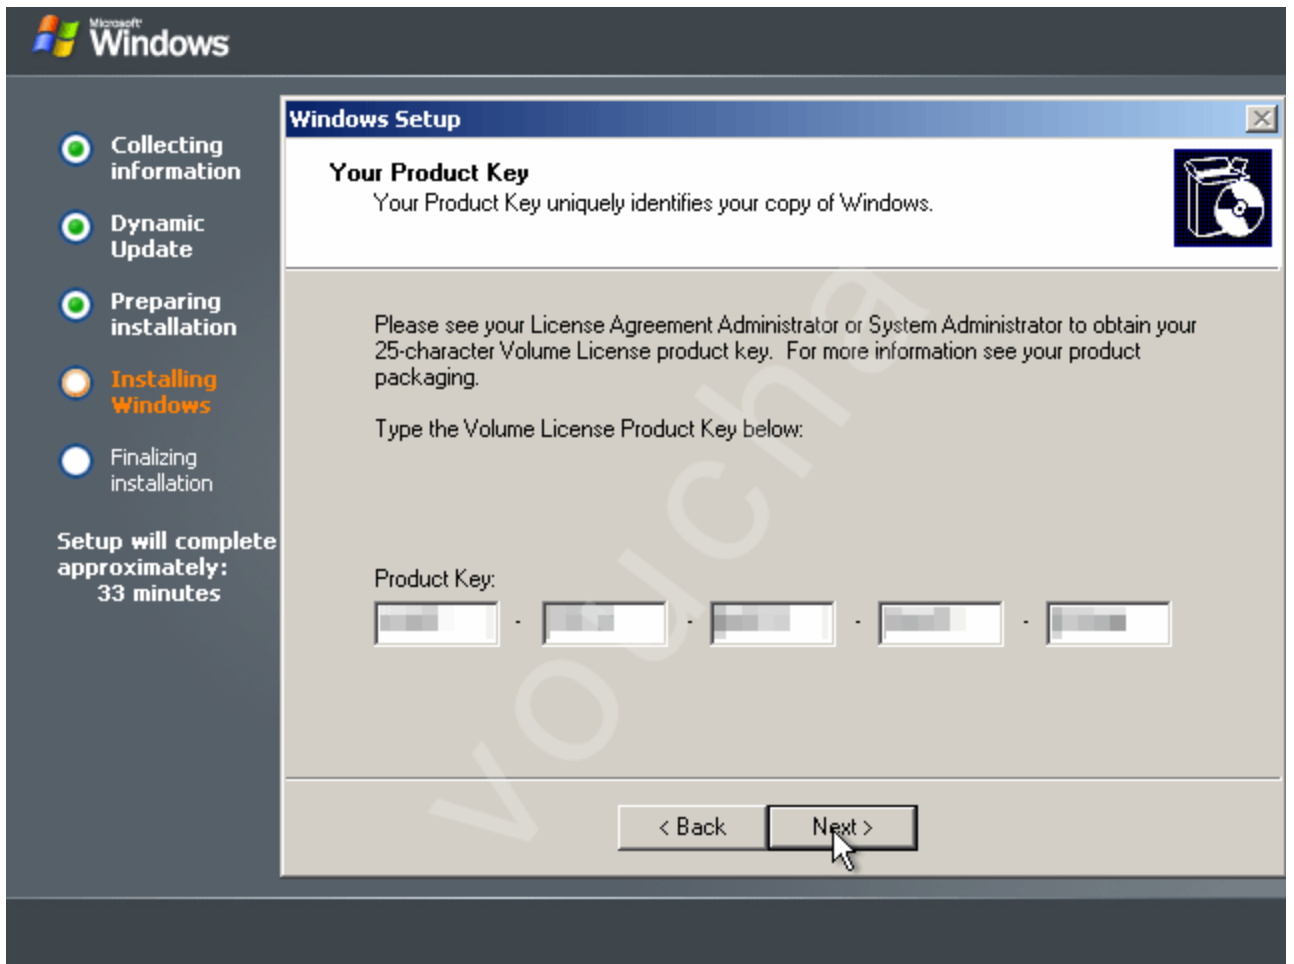 Microsoft
Windows
Collecting
information
Dynamic
Update
Preparing
installation
Installing
Windows
Finalizing
installation
Setup will complete
approximately:
33 minutes
Windows Setup
Your Product Key
Your Product Key uniquely identifies your copy of Windows.
Please see your License Agreement Administrator or System Administrator to obtain your
25-character Volume License product key.  For more information see your product
packaging.
Type the Volume License Product Key below:
Product Key:
- - - -
< Back
Next >
voucha